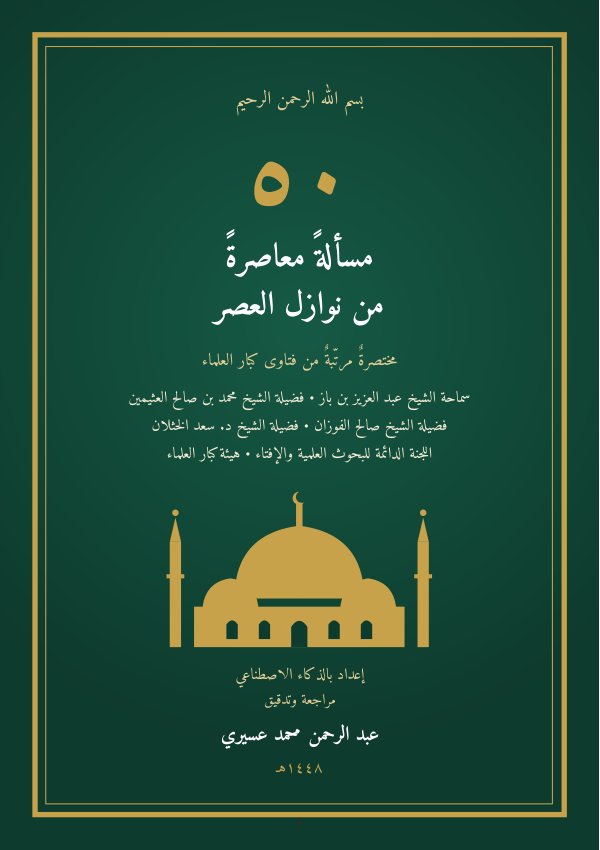 بسم الله الرحمن الرحيم
٥٠
مسألةً معاصرةً
من نوازل العصر
مختصرةٌ مرتّبةٌ من فتاوى كبار العلماء
سماحة الشيخ عبد العزيز بن باز • فضيلة الشيخ محمد بن صالح العثيمين
فضيلة الشيخ صالح الفوزان • فضيلة الشيخ د. سعد الخثلان
اللجنة الدائمة للبحوث العلمية والإفتاء • هيئة كبار العلماء
إعداد بالذكاء الاصطناعي
مراجعة وتدقيق
عبد الرحمن محمد عسيري
١٤٤٨هـ